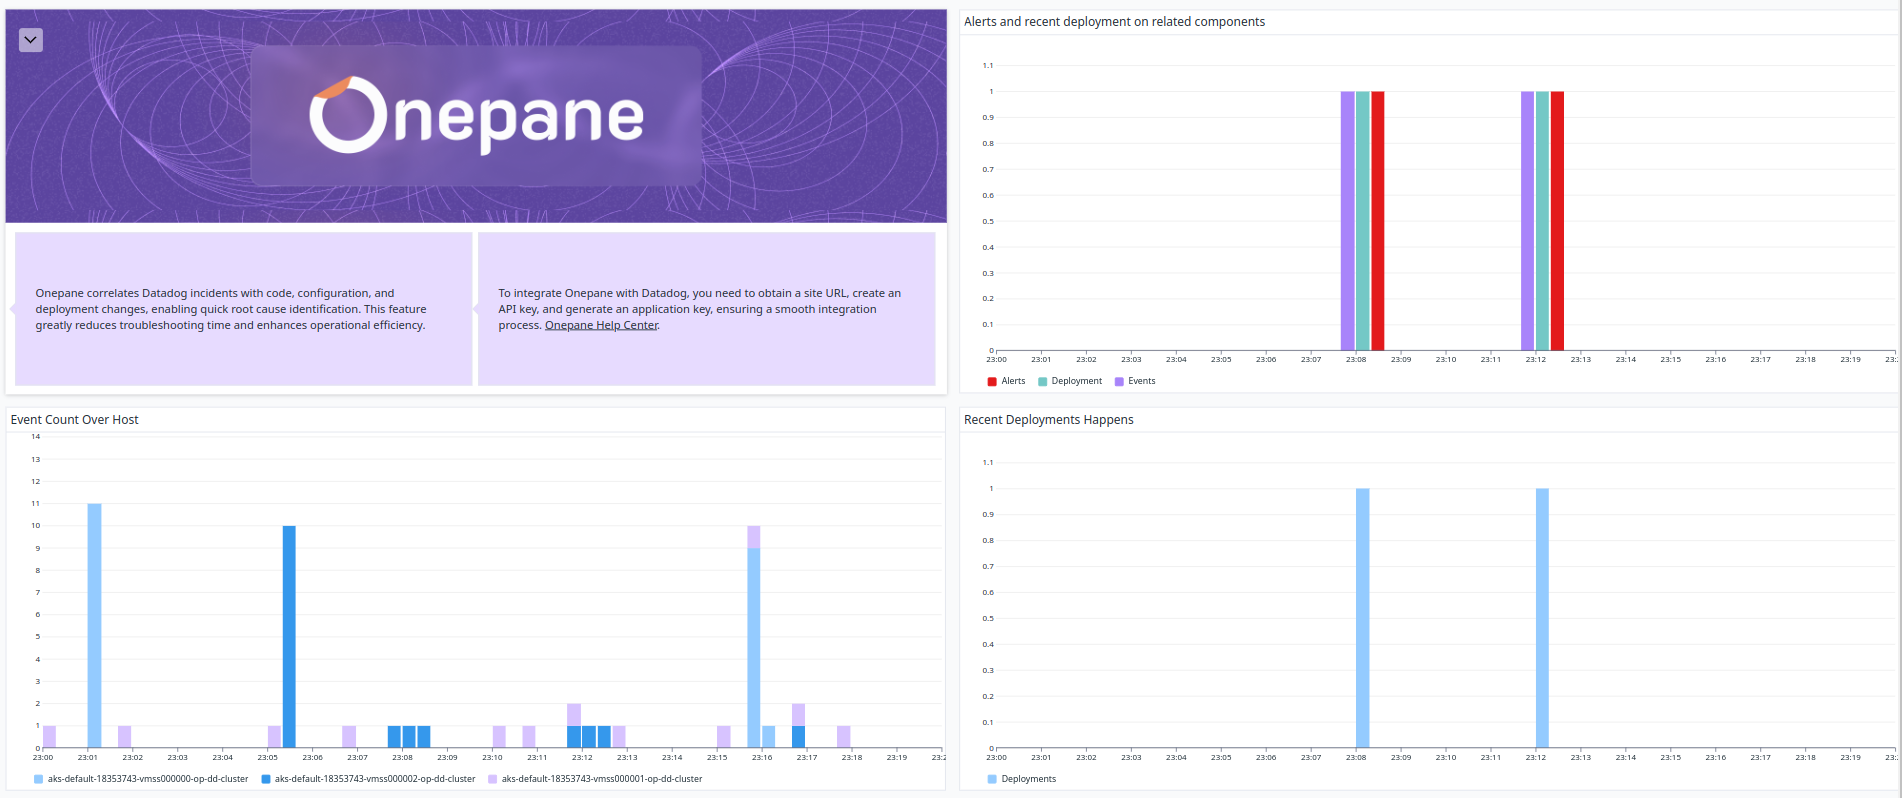 Onepane
Onepane correlates Datadog incidents with code, configuration, and
deployment changes, enabling quick root cause identification. This feature
greatly reduces troubleshooting time and enhances operational efficiency.
To integrate Onepane with Datadog, you need to obtain a site URL, create an
API key, and generate an application key, ensuring a smooth integration
process. Onepane Help Center.
Alerts and recent deployment on related components
1.1
1
0.9
0.8
0.7
0.6
0.5
0.4
0.3
0.2
0.1
0
23:00 23:01 23:02 23:03 23:04 23:05 23:06 23:07 23:08 23:09 23:10 23:11 23:12 23:13 23:14 23:15 23:16 23:17 23:18 23:19
Alerts Deployment Events
Event Count Over Host
14
13
12
11
10
9
8
7
6
5
4
3
2
1
0
23:00 23:01 23:02 23:03 23:04 23:05 23:06 23:07 23:08 23:09 23:10 23:11 23:12 23:13 23:14 23:15 23:16 23:17 23:18 23:19
aks-default-18353743-vmss000000-op-dd-cluster aks-default-18353743-vmss000002-op-dd-cluster aks-default-18353743-vmss000001-op-dd-cluster
Recent Deployments Happens
1.1
1
0.9
0.8
0.7
0.6
0.5
0.4
0.3
0.2
0.1
0
23:00 23:01 23:02 23:03 23:04 23:05 23:06 23:07 23:08 23:09 23:10 23:11 23:12 23:13 23:14 23:15 23:16 23:17 23:18 23:19
Deployments